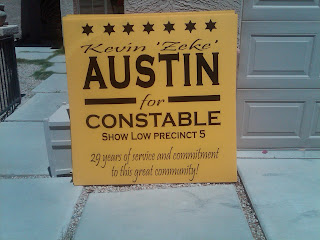 Kevin 'Zeke'
AUSTIN
for
CONSTABLE
SHOW LOW PRECINCT 5
29 years of service and commitment
to this great community!